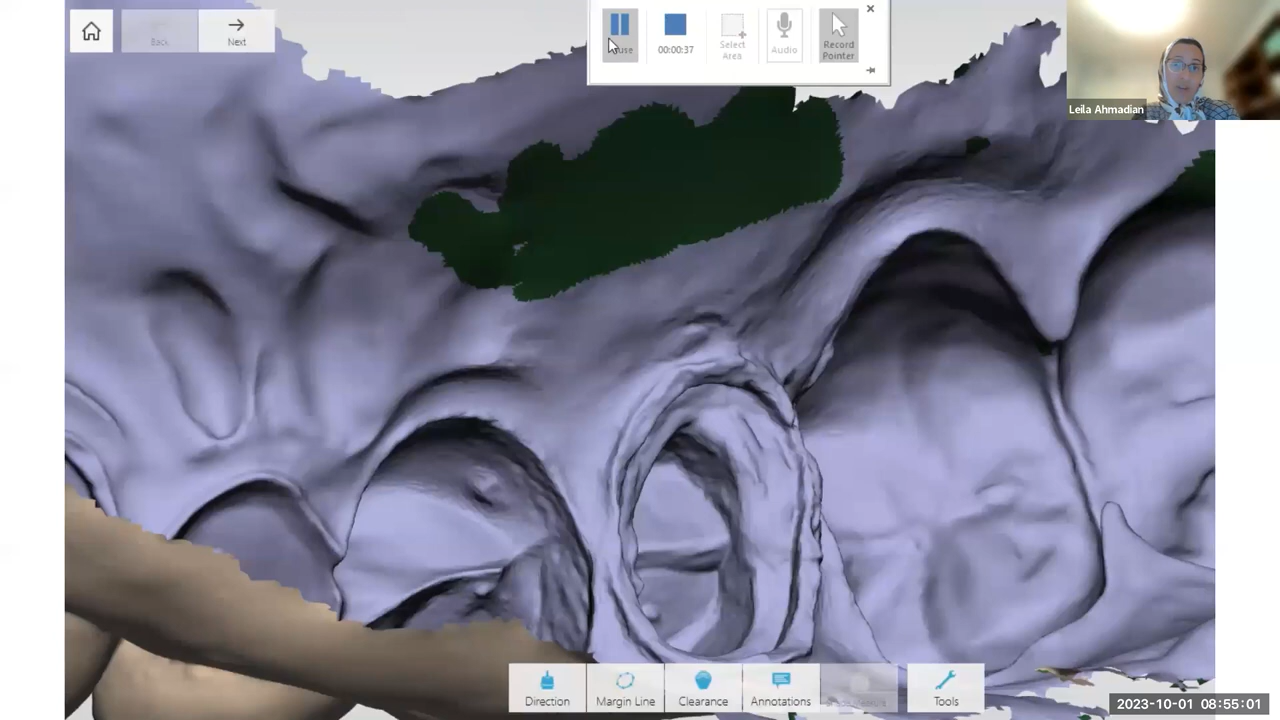 Back
Next
Pause
00:00:37
Select
Area
Audio
Record
Pointer
Leila Ahmadian
Direction
Margin Line
Clearance
Annotations
Tools
2023-10-01 08:55:01